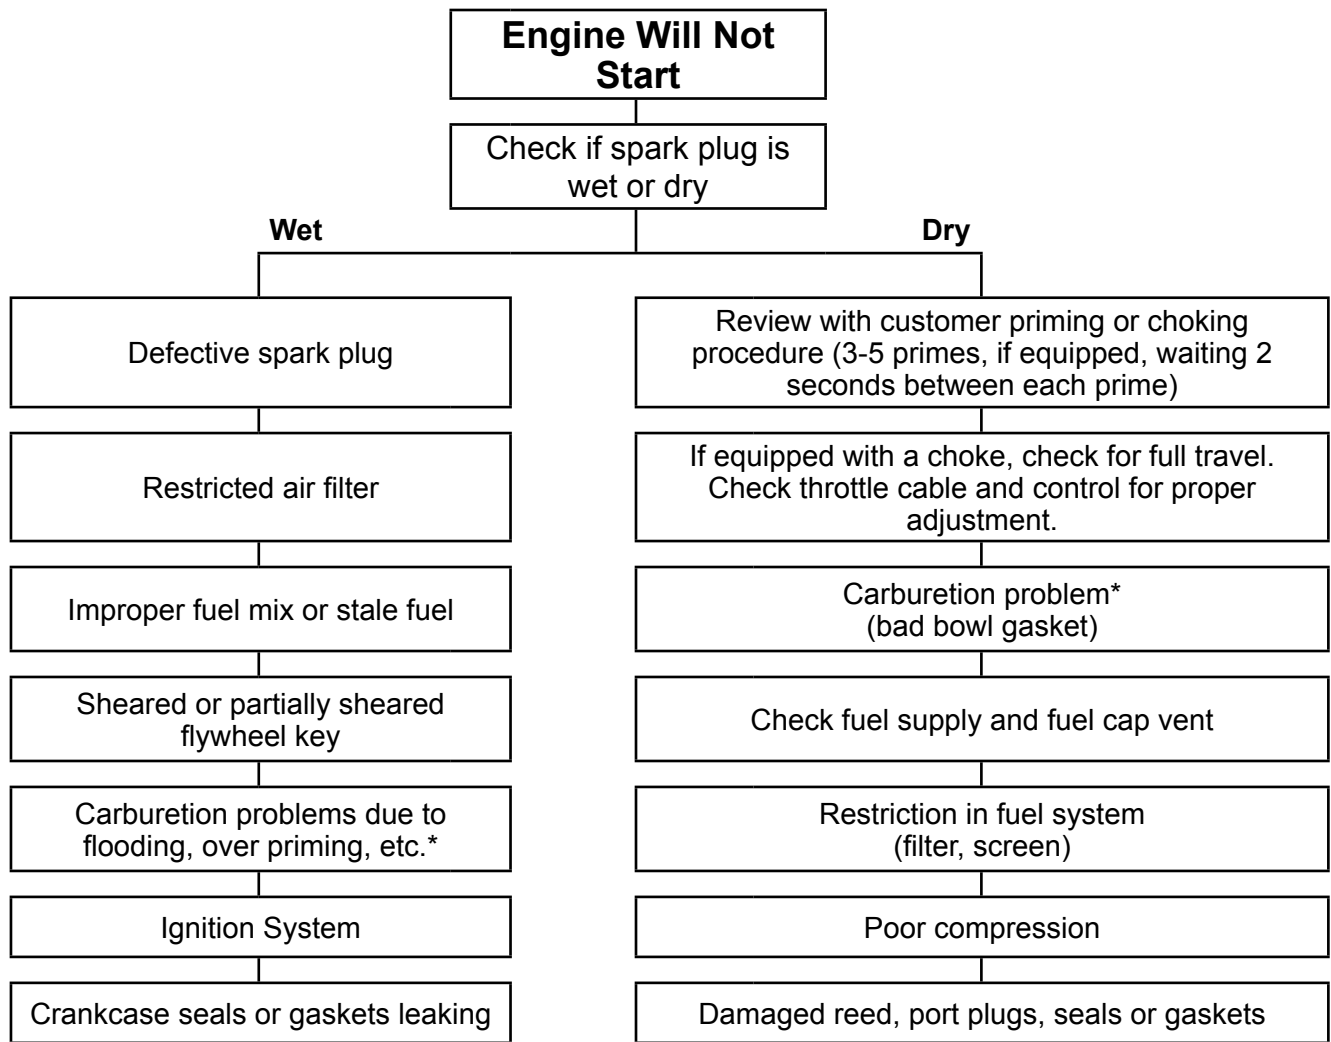 Engine Will Not
Start
Check if spark plug is
wet or dry
Wet
Dry
Defective spark plug
Restricted air filter
Improper fuel mix or stale fuel
Sheared or partially sheared
flywheel key
Carburetion problems due to
flooding, over priming, etc.*
Ignition System
Crankcase seals or gaskets leaking
Review with customer priming or choking
procedure (3-5 primes, if equipped, waiting 2
seconds between each prime)
If equipped with a choke, check for full travel.
Check throttle cable and control for proper
adjustment.
Carburetion problem*
(bad bowl gasket)
Check fuel supply and fuel cap vent
Restriction in fuel system
(filter, screen)
Poor compression
Damaged reed, port plugs, seals or gaskets